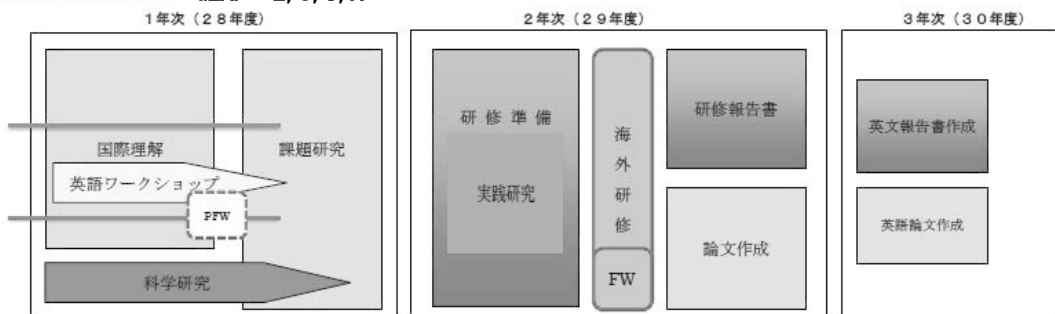 1年次（28年度）
2年次（29年度）
3年次（30年度）
国際理解
課題研究
英語ワークショップ
PFW
科学研究
研修準備
実践研究
海外研修
FW
研修報告書
論文作成
英文報告書作成
英語論文作成